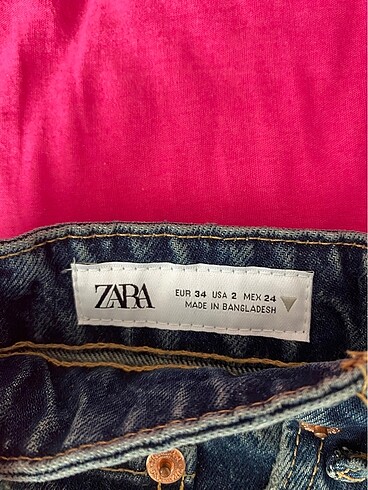 ZARA
EUR 34 USA 2 MEX 24
MADE IN BANGLADESH